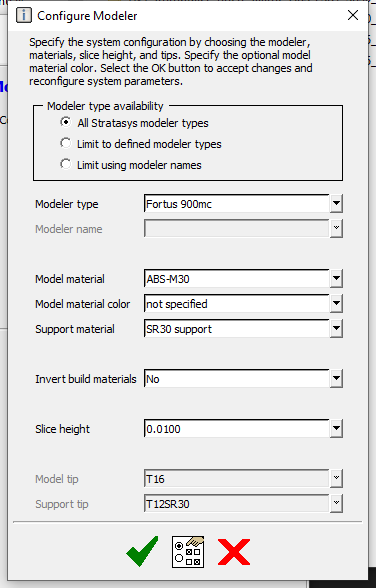 Configure Modeler
Specify the system configuration by choosing the modeler,
materials, slice height, and tips. Specify the optional model
material color. Select the OK button to accept changes and
reconfigure system parameters.
Modeler type availability
All Stratasys modeler types
Limit to defined modeler types
Limit using modeler names
Modeler type Fortus 900mc
Modeler name
Model material ABS-M30
Model material color not specified
Support material SR30 support
Invert build materials No
Slice height 0.0100
Model tip T16
Support tip T12SR30